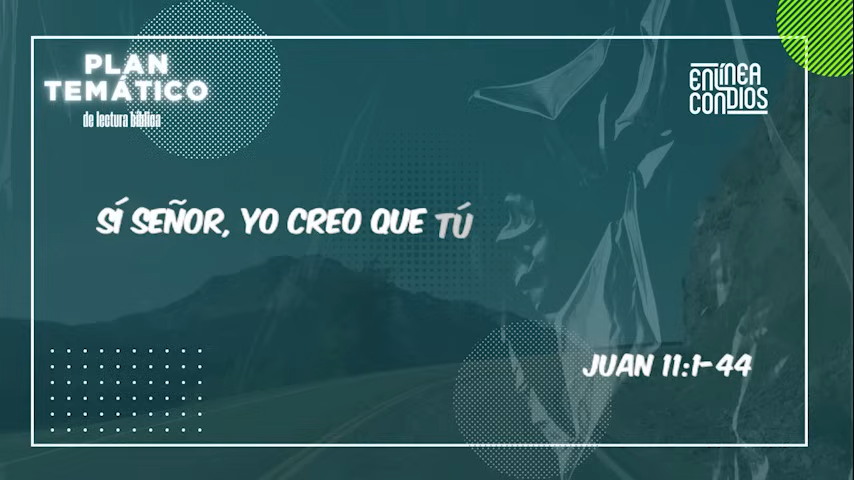 PLAN
TEMÁTICO
de lectura bíblica
ENLÍNEA
CONDIOS
SÍ SEÑOR, YO CREO QUE TÚ
JUAN 11:1-44